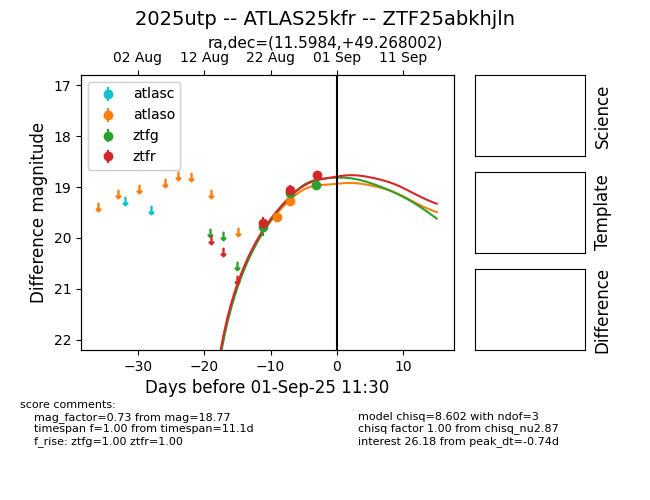 2025utp -- ATLAS25kfr -- ZTF25abkhjln
ra,dec=(11.5984,+49.268002)
02 Aug 12 Aug 22 Aug 01 Sep 11 Sep
atlasc
atlaso
ztfg
ztfr
17
18
19
20
21
22
Difference magnitude
−30 −20 −10 0 10
Days before 01-Sep-25 11:30
Science
Template
Difference
score comments:
mag_factor=0.73 from mag=18.77
timespan f=1.00 from timespan=11.1d
f_rise: ztfg=1.00 ztfr=1.00
model chisq=8.602 with ndof=3
chisq factor 1.00 from chisq_nu2.87
interest 26.18 from peak_dt=-0.74d